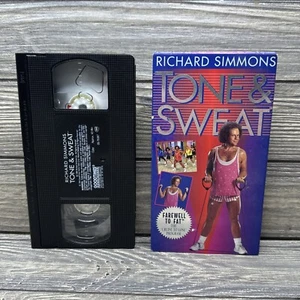 RICHARD SIMMONS
TONE & SWEAT
RICHARD SIMMONS
TONE &
SWEAT
FAREWELL
TO FAT